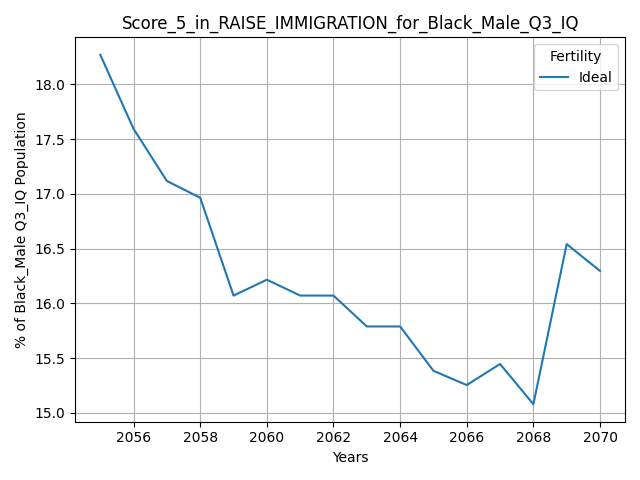 Score_5_in_RAISE_IMMIGRATION_for_Black_Male_Q3_IQ
Fertility
Ideal
% of Black_Male Q3_IQ Population
18.0
17.5
17.0
16.5
16.0
15.5
15.0
2056 2058 2060 2062 2064 2066 2068 2070
Years